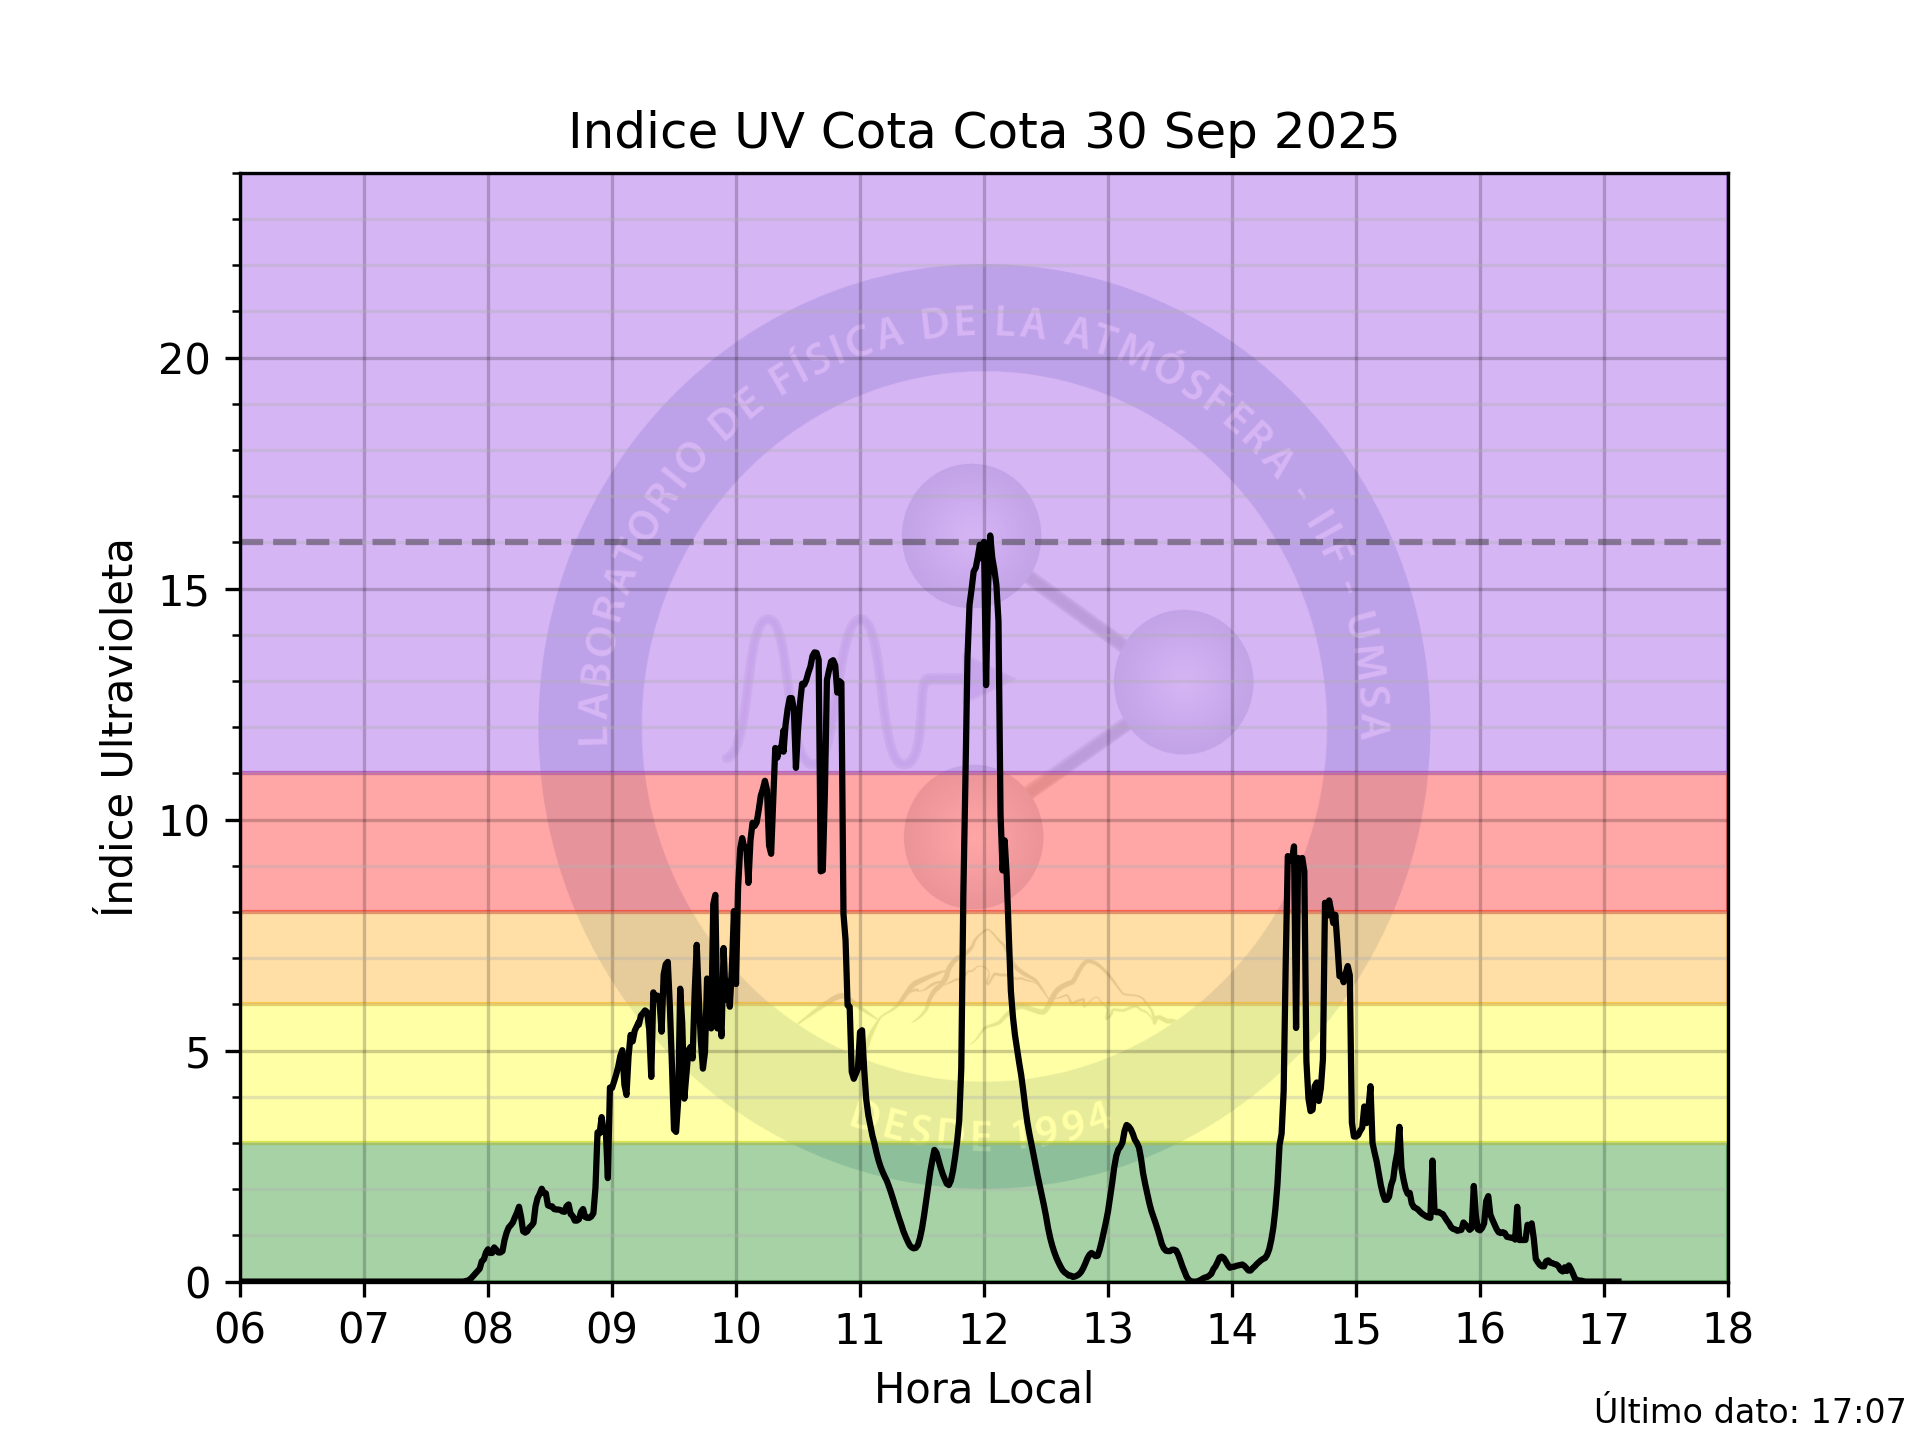 Indice UV Cota Cota 30 Sep 2025
LABORATORIO DE FÍSICA DE LA ATMÓSFERA - IIF - UMSA
DESDE 1994
Índice Ultravioleta
20
15
10
5
0
06 07 08 09 10 11 12 13 14 15 16 17 18
Hora Local
Último dato: 17:07